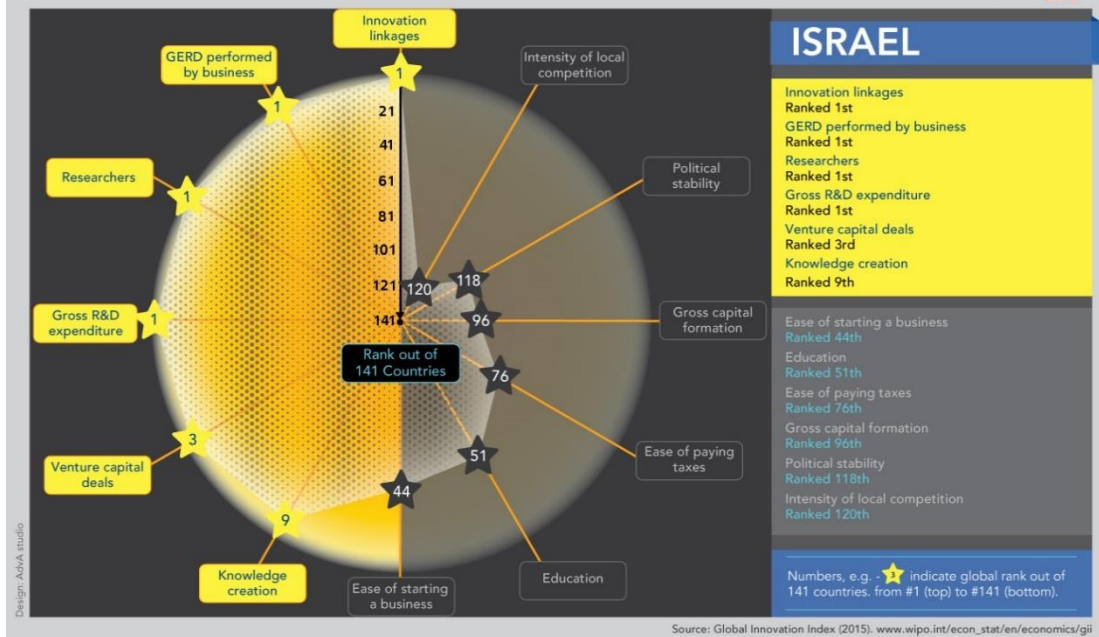 Innovation
linkages
1
GERD performed
by business
1
Researchers
1
Gross R&D
expenditure
1
Venture capital
deals
3
Knowledge
creation
9
Ease of starting
a business
44
Education
51
Ease of paying
taxes
76
Gross capital
formation
96
Political
stability
118
Intensity of local
competition
120
21
41
61
81
101
121
141
Rank out of
141 Countries
ISRAEL
Innovation linkages
Ranked 1st
GERD performed by business
Ranked 1st
Researchers
Ranked 1st
Gross R&D expenditure
Ranked 1st
Venture capital deals
Ranked 3rd
Knowledge creation
Ranked 9th
Ease of starting a business
Ranked 44th
Education
Ranked 51th
Ease of paying taxes
Ranked 76th
Gross capital formation
Ranked 96th
Political stability
Ranked 118th
Intensity of local competition
Ranked 120th
Numbers, e.g. - 3 indicate global rank out of
141 countries. from #1 (top) to #141 (bottom).
Design: AdvA studio
Source: Global Innovation Index (2015). www.wipo.int/econ_stat/en/economics/gii